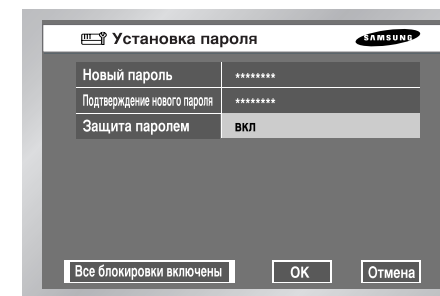 Установка пароля
SAMSUNG
Новый пароль ********
Подтверждение нового пароля ********
Защита паролем ВКЛ
Все блокировки включены OK Отмена